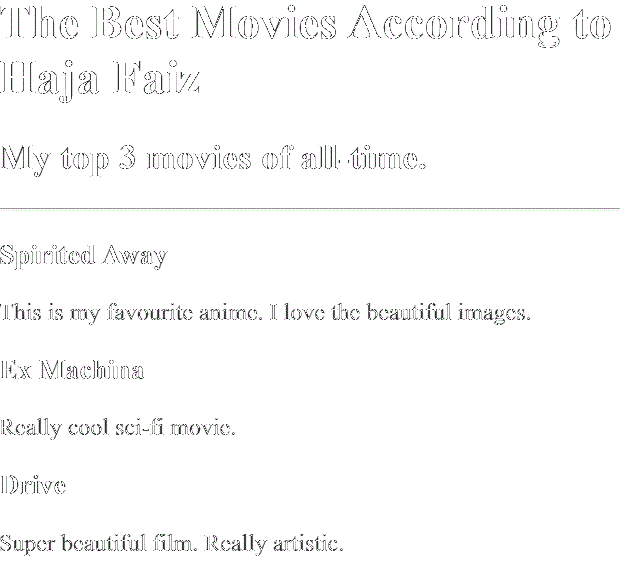 The Best Movies According to
Haja Faiz
My top 3 movies of all-time.
Spirited Away
This is my favourite anime. I love the beautiful images.
Ex Machina
Really cool sci-fi movie.
Drive
Super beautiful film. Really artistic.